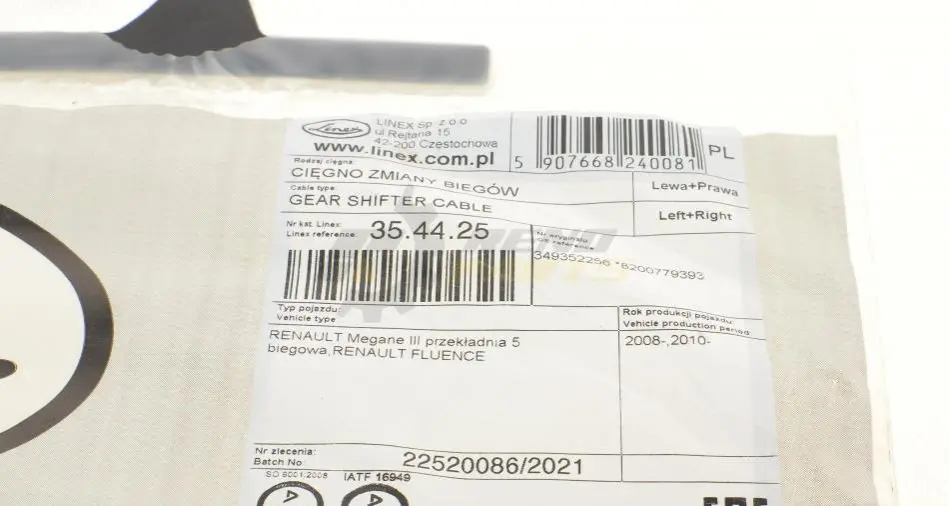 Linex
LINEX Sp. z o.o
ul Rejtana 15
42-200 Częstochowa
www.linex.com.pl
5 907668 240081
PL
Rodzaj cięgna:
CIĘGNO ZMIANY BIEGÓW
Lewa+Prawa
Cable type
GEAR SHIFTER CABLE
Left+Right
Nr kat. Linex:
Linex reference:
35.44.25
Nr oryginału
OE reference
349352296 *8200779393
Typ pojazdu:
Vehicle type
Rok produkcji pojazdu:
Vehicle production period:
RENAULT Megane III przekładnia 5
biegowa,RENAULT FLUENCE
2008-,2010-
Nr zlecenia:
Batch No:
22520086/2021
ISO 9001:2008
IATF 16949